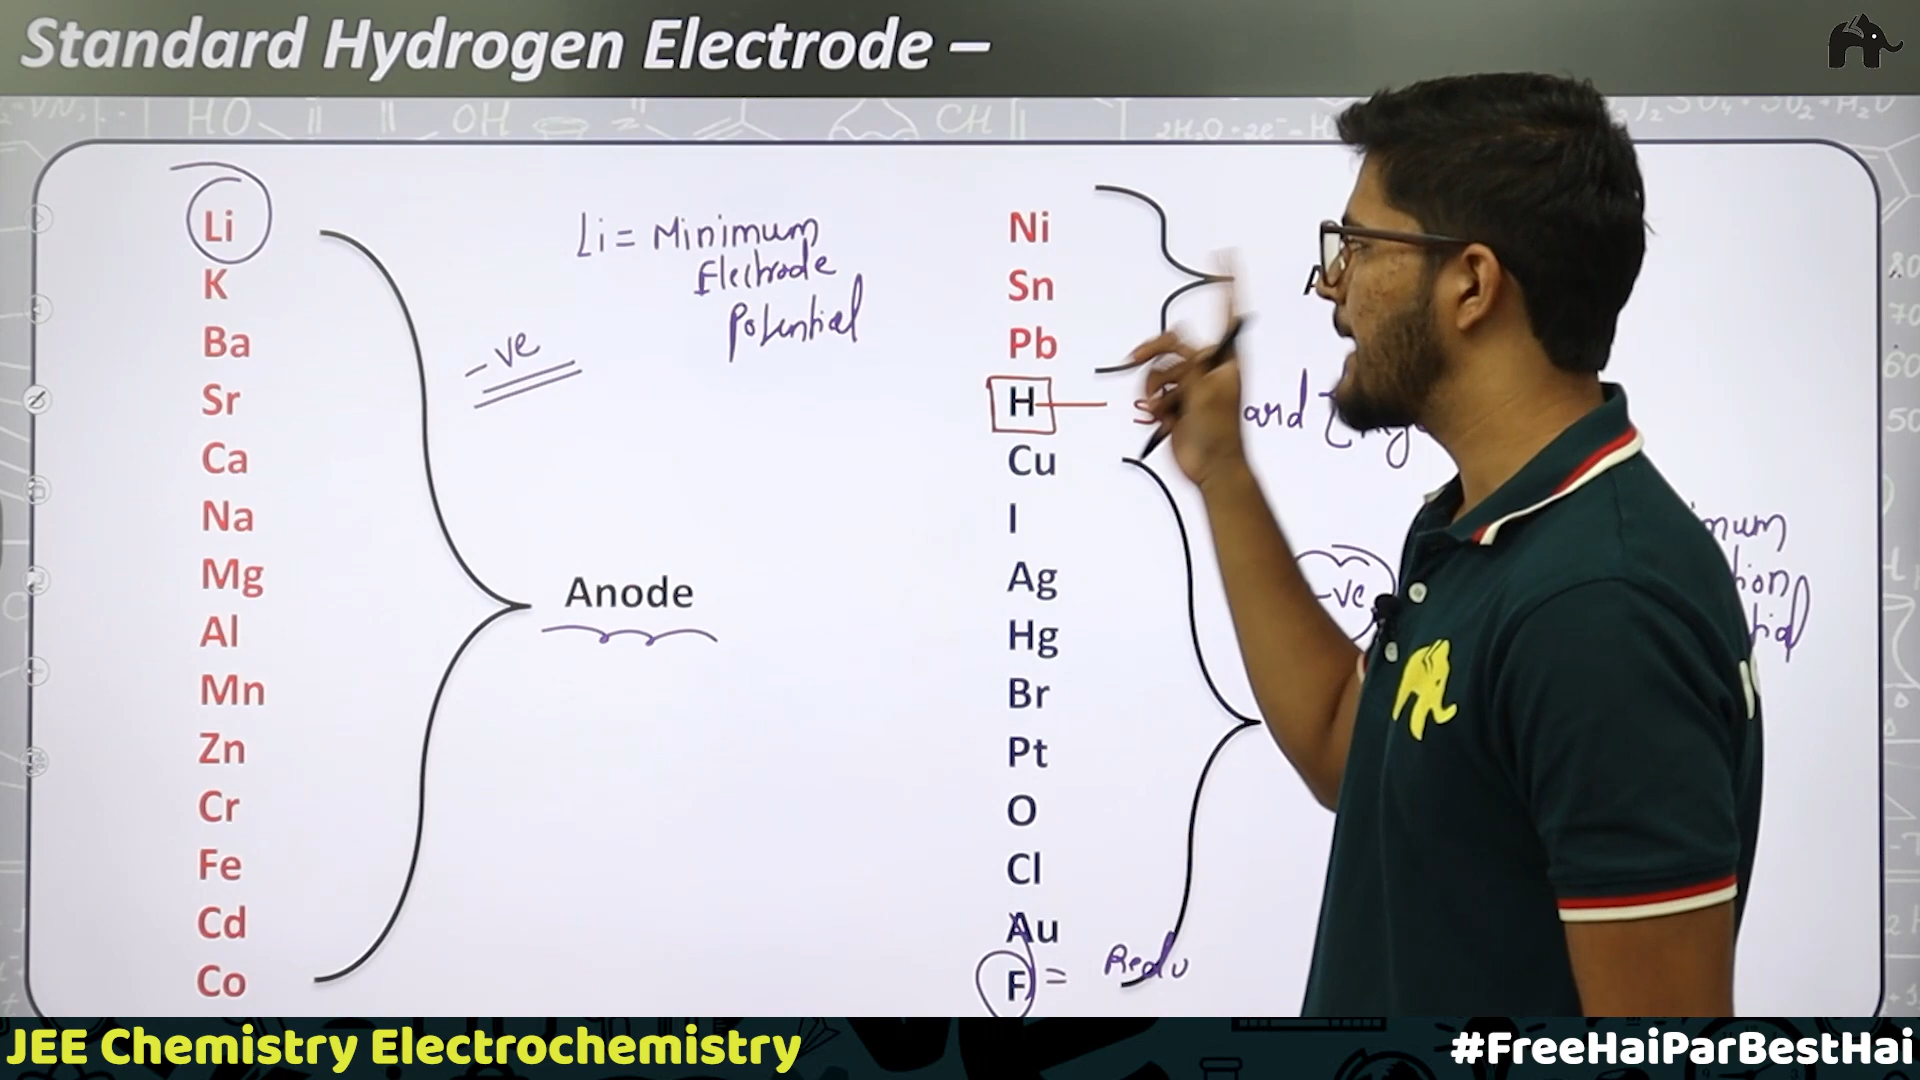 Standard Hydrogen Electrode –
Li
K
Ba
Sr
Ca
Na
Mg
Al
Mn
Zn
Cr
Fe
Cd
Co
-ve
Anode
Li = Minimum
Electrode
Potential
Ni
Sn
Pb
H
Cu
I
Ag
Hg
Br
Pt
O
Cl
Au
F = Redu
-ve
JEE Chemistry Electrochemistry
#FreeHaiParBestHai